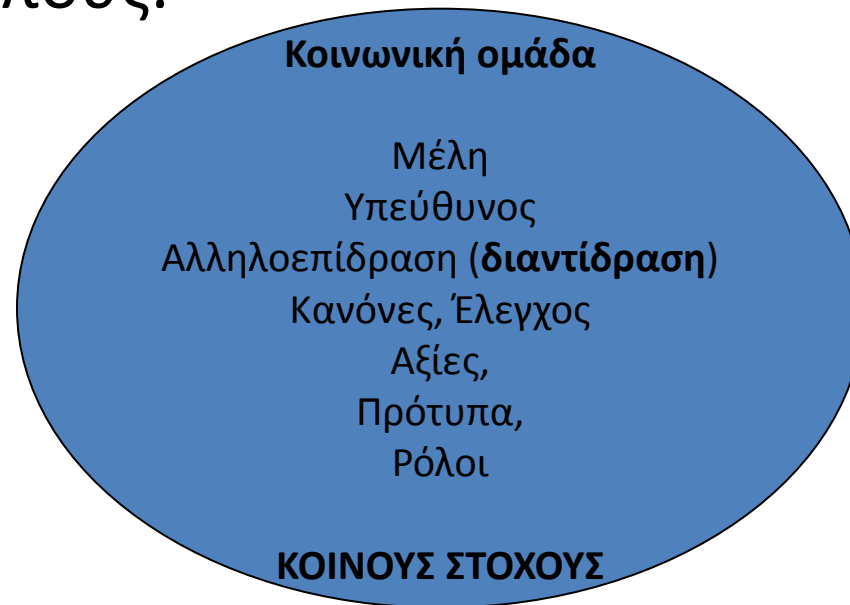 Κοινωνική ομάδα
Μέλη
Υπεύθυνος
Αλληλοεπίδραση (διαντίδραση)
Κανόνες, Έλεγχος
Αξίες,
Πρότυπα,
Ρόλοι
ΚΟΙΝΟΥΣ ΣΤΟΧΟΥΣ